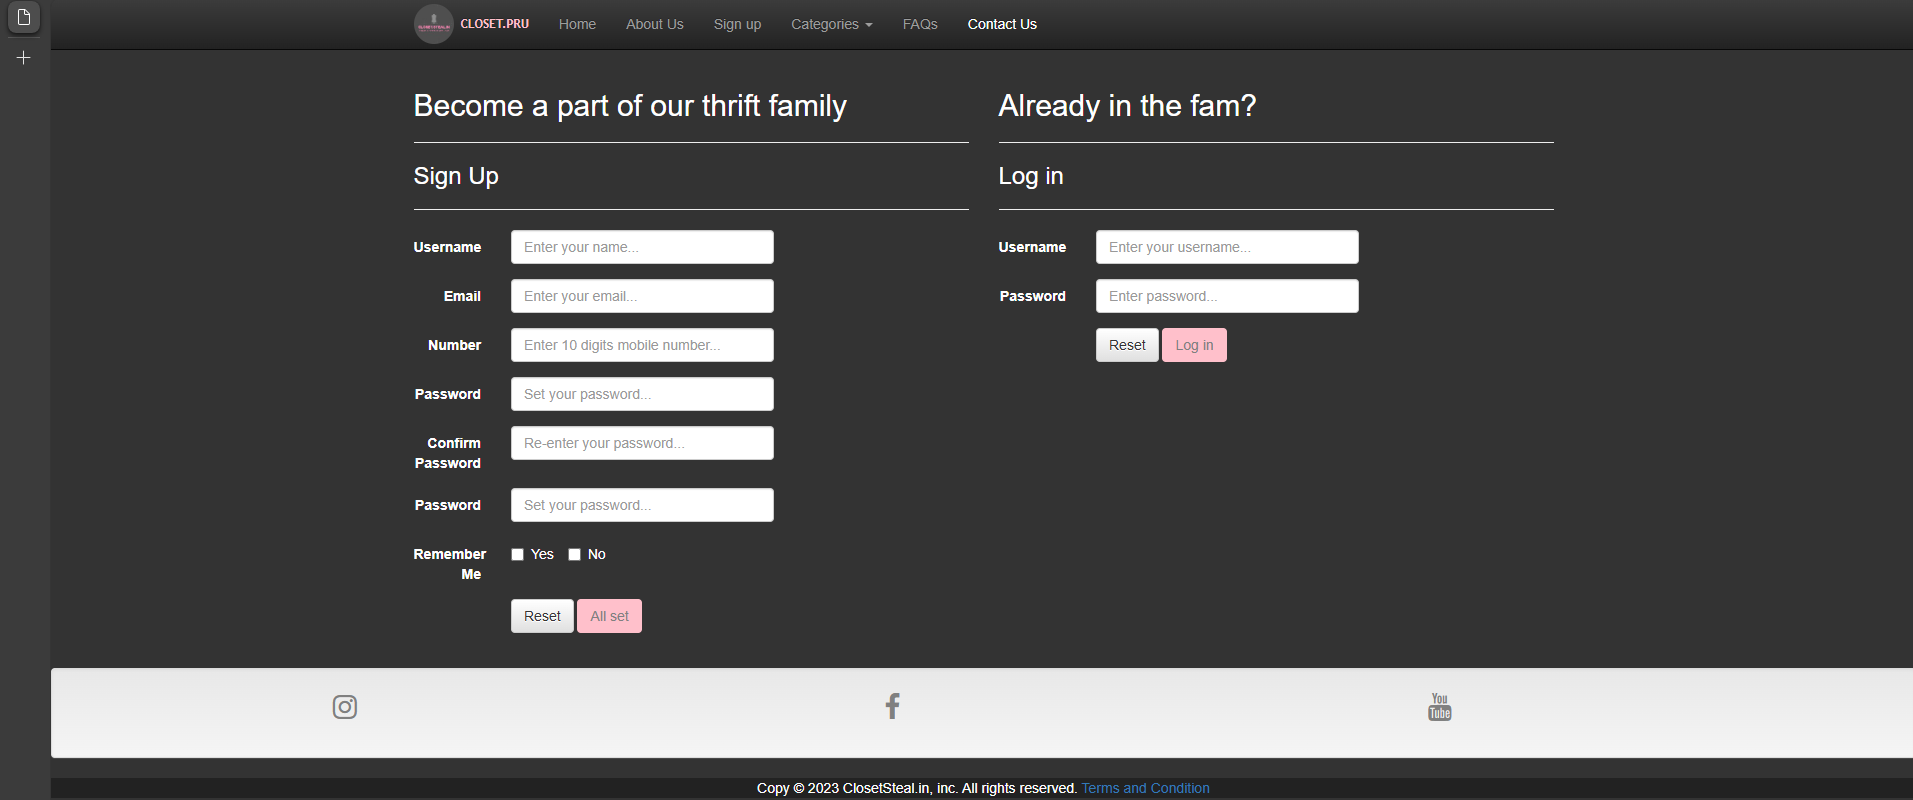 CLOSET.PRU Home About Us Sign up Categories FAQs Contact Us
Become a part of our thrift family
Sign Up
Username Enter your name...
Email Enter your email...
Number Enter 10 digits mobile number...
Password Set your password...
Confirm Password Re-enter your password...
Password Set your password...
Remember Me Yes No
Reset All set
Already in the fam?
Log in
Username Enter your username...
Password Enter password...
Reset Log in
You Tube
Copy © 2023 ClosetSteal.in, inc. All rights reserved. Terms and Condition